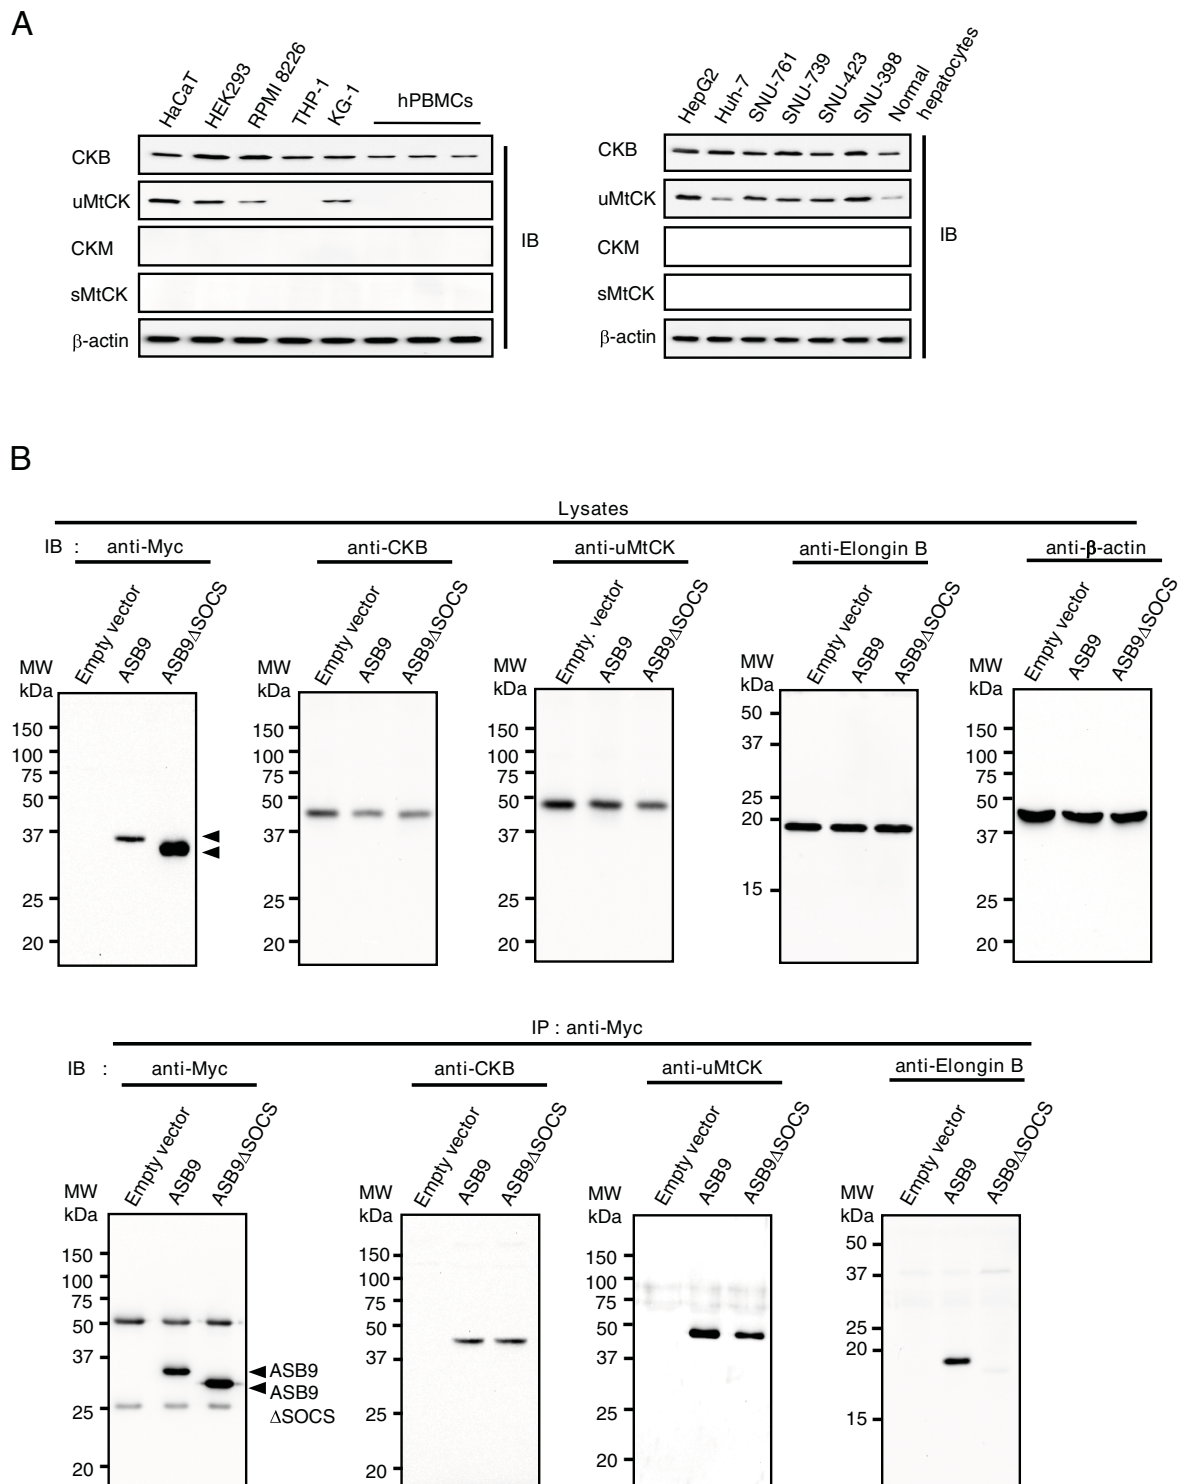 A
HaCaT HEK293 RPMI 8226 THP-1 KG-1 hPBMCs
CKB
uMtCK
CKM
sMtCK
β-actin
IB
HepG2 Huh-7 SNU-761 SNU-739 SNU-423 SNU-398 Normal hepatocytes
CKB
uMtCK
CKM
sMtCK
β-actin
IB
B
Lysates
IB : anti-Myc anti-CKB anti-uMtCK anti-Elongin B anti-β-actin
Empty vector ASB9 ASB9ΔSOCS
MW
kDa
150
100
75
50
37
25
20
Empty vector ASB9 ASB9ΔSOCS
MW
kDa
150
100
75
50
37
25
20
Empty. vector ASB9 ASB9ΔSOCS
MW
kDa
150
100
75
50
37
25
20
Empty vector ASB9 ASB9ΔSOCS
MW
kDa
50
37
25
20
15
Empty vector ASB9 ASB9ΔSOCS
MW
kDa
150
100
75
50
37
25
20
IP : anti-Myc
IB : anti-Myc anti-CKB anti-uMtCK anti-Elongin B
Empty vector ASB9 ASB9ΔSOCS
MW
kDa
150
100
75
50
37
25
20
ASB9
ASB9
ΔSOCS
Empty vector ASB9 ASB9ΔSOCS
MW
kDa
150
100
75
50
37
25
20
Empty vector ASB9 ASB9ΔSOCS
MW
kDa
150
100
75
50
37
25
20
Empty vector ASB9 ASB9ΔSOCS
MW
kDa
50
37
25
20
15